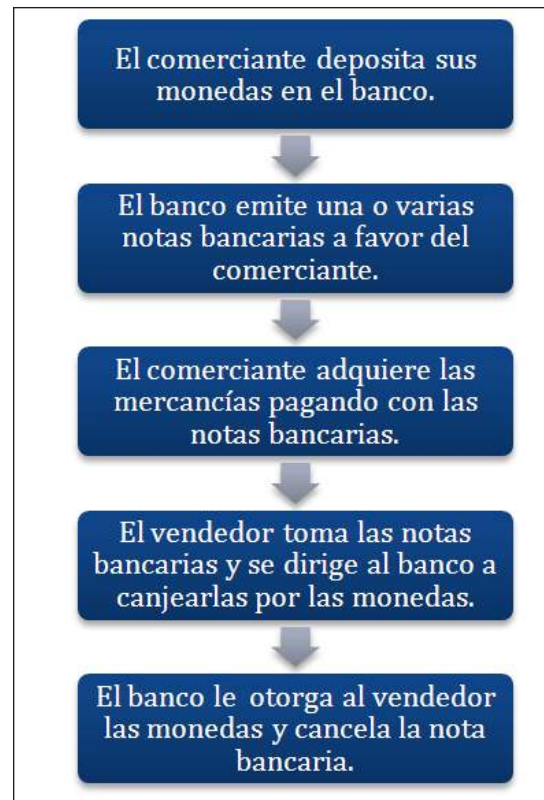 El comerciante deposita sus
monedas en el banco.
El banco emite una o varias
notas bancarias a favor del
comerciante.
El comerciante adquiere las
mercancías pagando con las
notas bancarias.
El vendedor toma las notas
bancarias y se dirige al banco a
canjearlas por las monedas.
El banco le otorga al vendedor
las monedas y cancela la nota
bancaria.